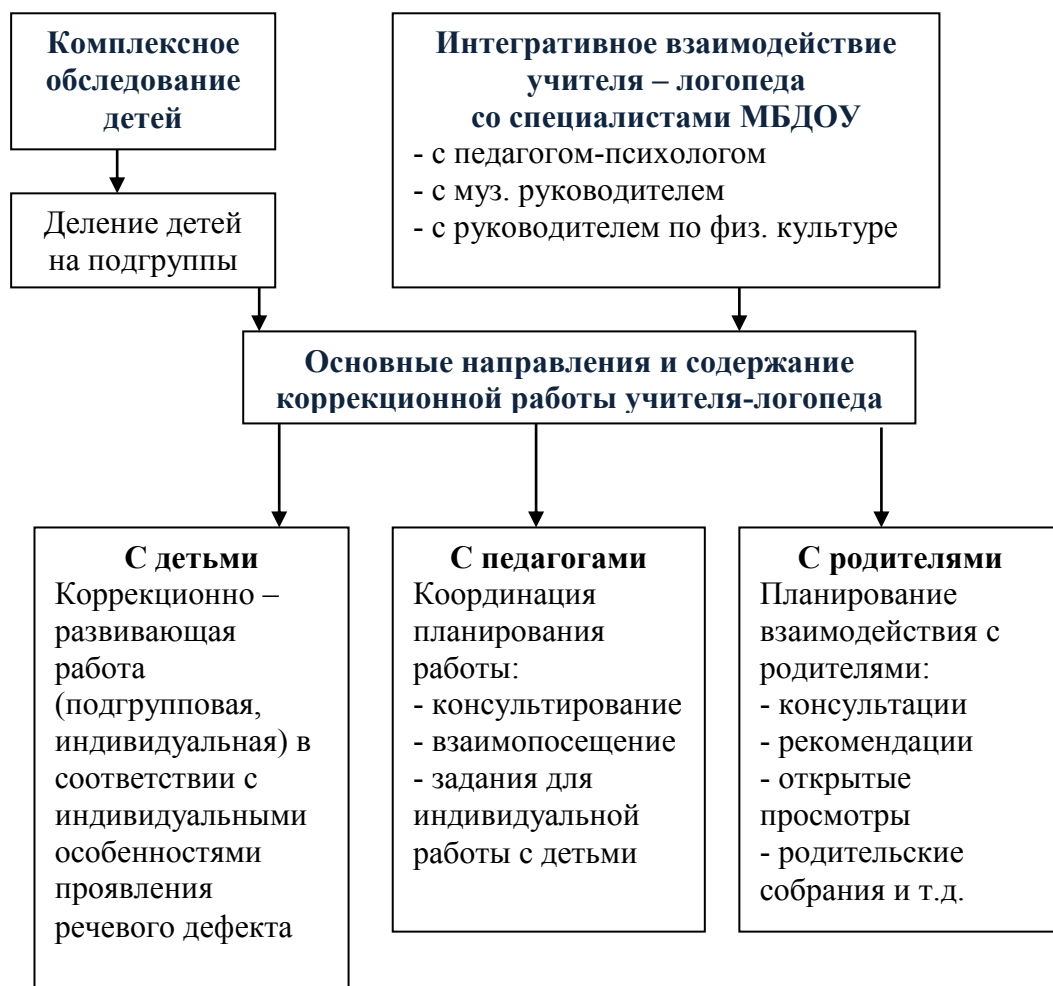 Комплексное
обследование
детей
Интегративное взаимодействие
учителя – логопеда
со специалистами МБДОУ
- с педагогом-психологом
- с муз. руководителем
- с руководителем по физ. культуре
Деление детей
на подгруппы
Основные направления и содержание
коррекционной работы учителя-логопеда
С детьми
Коррекционно –
развивающая
работа
(подгрупповая,
индивидуальная) в
соответствии с
индивидуальными
особенностями
проявления
речевого дефекта
С педагогами
Координация
планирования
работы:
- консультирование
- взаимопосещение
- задания для
индивидуальной
работы с детьми
С родителями
Планирование
взаимодействия с
родителями:
- консультации
- рекомендации
- открытые
просмотры
- родительские
собрания и т.д.